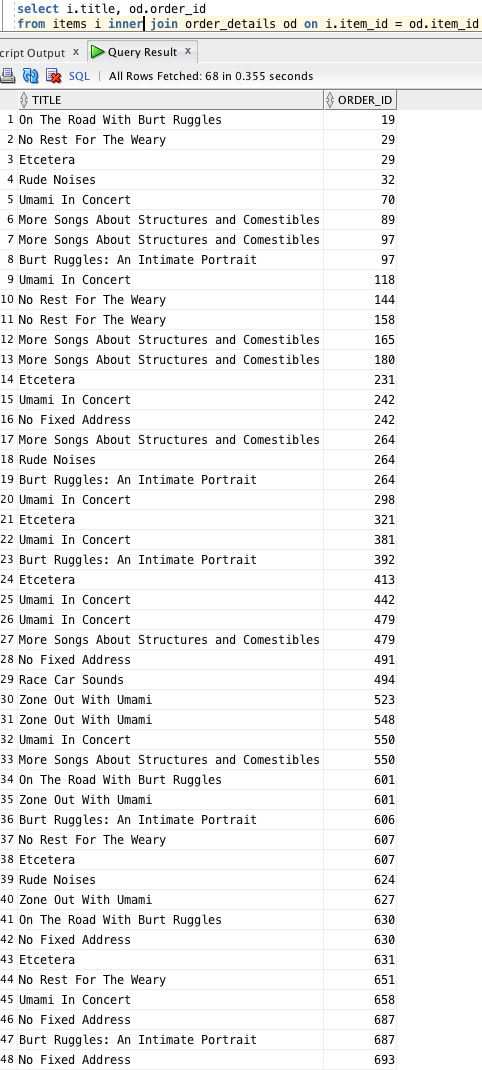 select i.title, od.order_id
from items i inner join order_details od on i.item_id = od.item_id
cript Output x Query Result x
SQL | All Rows Fetched: 68 in 0.355 seconds
TITLE ORDER_ID
1 On The Road With Burt Ruggles 19
2 No Rest For The Weary 29
3 Etcetera 29
4 Rude Noises 32
5 Umami In Concert 70
6 More Songs About Structures and Comestibles 89
7 More Songs About Structures and Comestibles 97
8 Burt Ruggles: An Intimate Portrait 97
9 Umami In Concert 118
10 No Rest For The Weary 144
11 No Rest For The Weary 158
12 More Songs About Structures and Comestibles 165
13 More Songs About Structures and Comestibles 180
14 Etcetera 231
15 Umami In Concert 242
16 No Fixed Address 242
17 More Songs About Structures and Comestibles 264
18 Rude Noises 264
19 Burt Ruggles: An Intimate Portrait 264
20 Umami In Concert 298
21 Etcetera 321
22 Umami In Concert 381
23 Burt Ruggles: An Intimate Portrait 392
24 Etcetera 413
25 Umami In Concert 442
26 Umami In Concert 479
27 More Songs About Structures and Comestibles 479
28 No Fixed Address 491
29 Race Car Sounds 494
30 Zone Out With Umami 523
31 Zone Out With Umami 548
32 Umami In Concert 550
33 More Songs About Structures and Comestibles 550
34 On The Road With Burt Ruggles 601
35 Zone Out With Umami 601
36 Burt Ruggles: An Intimate Portrait 606
37 No Rest For The Weary 607
38 Etcetera 607
39 Rude Noises 624
40 Zone Out With Umami 627
41 On The Road With Burt Ruggles 630
42 No Fixed Address 630
43 Etcetera 631
44 No Rest For The Weary 651
45 Umami In Concert 658
46 No Fixed Address 687
47 Burt Ruggles: An Intimate Portrait 687
48 No Fixed Address 693